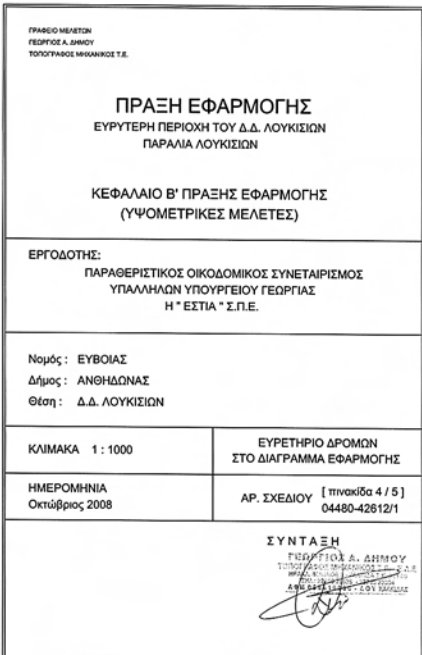 ΓΡΑΦΕΙΟ ΜΕΛΕΤΩΝ
ΓΕΩΡΓΙΟΣ Α. ΔΗΜΟΥ
ΤΟΠΟΓΡΑΦΟΣ ΜΗΧΑΝΙΚΟΣ Τ.Ε.
ΠΡΑΞΗ ΕΦΑΡΜΟΓΗΣ
ΕΥΡΥΤΕΡΗ ΠΕΡΙΟΧΗ ΤΟΥ Δ.Δ. ΛΟΥΚΙΣΙΩΝ
ΠΑΡΑΛΙΑ ΛΟΥΚΙΣΙΩΝ
ΚΕΦΑΛΑΙΟ Β' ΠΡΑΞΗΣ ΕΦΑΡΜΟΓΗΣ
(ΥΨΟΜΕΤΡΙΚΕΣ ΜΕΛΕΤΕΣ)
ΕΡΓΟΔΟΤΗΣ:
ΠΑΡΑΘΕΡΙΣΤΙΚΟΣ ΟΙΚΟΔΟΜΙΚΟΣ ΣΥΝΕΤΑΙΡΙΣΜΟΣ
ΥΠΑΛΛΗΛΩΝ ΥΠΟΥΡΓΕΙΟΥ ΓΕΩΡΓΙΑΣ
Η " ΕΣΤΙΑ " Σ.Π.Ε.
Νομός : ΕΥΒΟΙΑΣ
Δήμος : ΑΝΘΗΔΩΝΑΣ
Θέση : Δ.Δ. ΛΟΥΚΙΣΙΩΝ
ΚΛΙΜΑΚΑ 1 : 1000
ΕΥΡΕΤΗΡΙΟ ΔΡΟΜΩΝ
ΣΤΟ ΔΙΑΓΡΑΜΜΑ ΕΦΑΡΜΟΓΗΣ
ΗΜΕΡΟΜΗΝΙΑ
Οκτώβριος 2008
ΑΡ. ΣΧΕΔΙΟΥ [ πινακίδα 4 / 5 ]
04480-42612/1
ΣΥΝΤΑΞΗ
ΓΕΩΡΓΙΟΣ Α. ΔΗΜΟΥ
ΤΟΠΟΓΡΑΦΟΣ ΜΗΧΑΝΙΚΟΣ Τ.Ε.